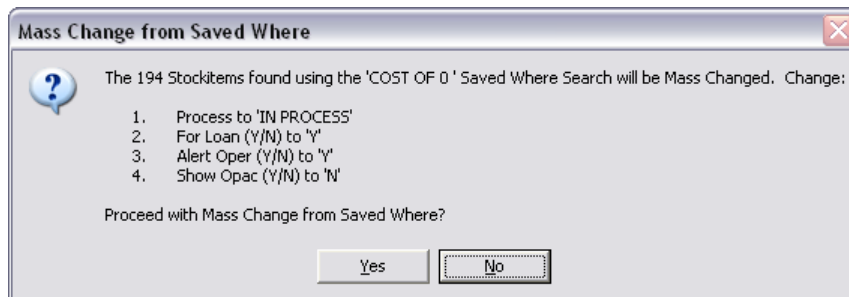 Mass Change from Saved Where
The 194 Stockitems found using the 'COST OF 0 ' Saved Where Search will be Mass Changed.  Change:
1. Process to 'IN PROCESS'
2. For Loan (Y/N) to 'Y'
3. Alert Oper (Y/N) to 'Y'
4. Show Opac (Y/N) to 'N'
Proceed with Mass Change from Saved Where?
Yes No